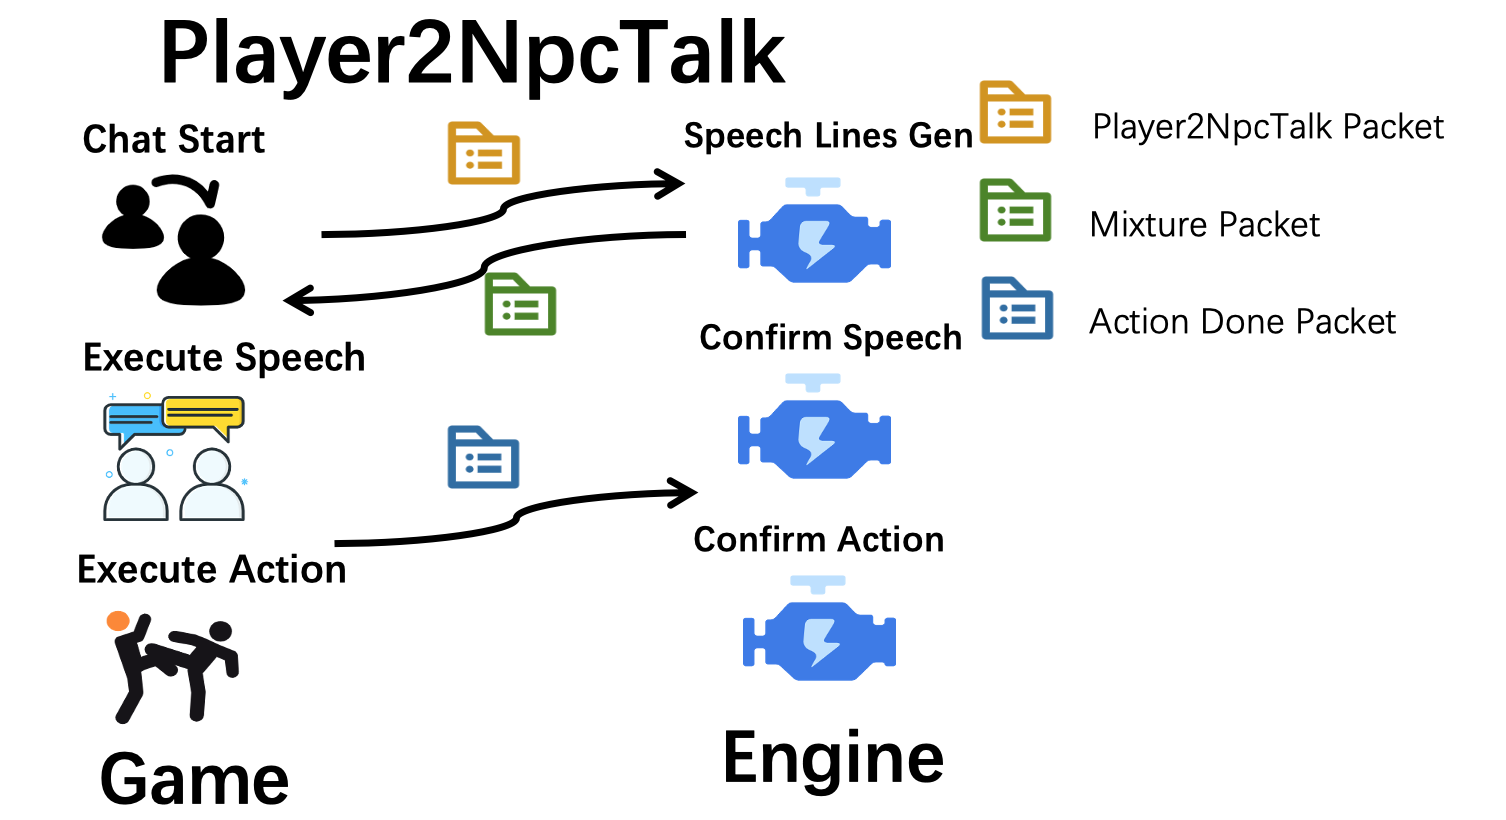 Player2NpcTalk
Chat Start
Speech Lines Gen
Player2NpcTalk Packet
Mixture Packet
Execute Speech
Confirm Speech
Action Done Packet
Execute Action
Confirm Action
Game
Engine